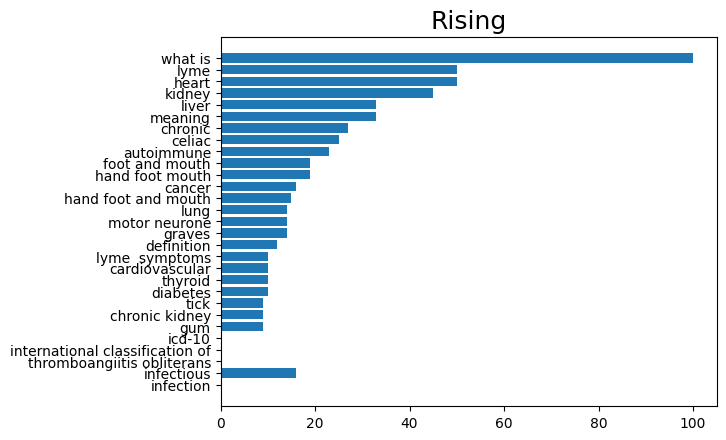 Rising
what is
lyme
heart
kidney
liver
meaning
chronic
celiac
autoimmune
foot and mouth
hand foot mouth
cancer
hand foot and mouth
lung
motor neurone
graves
definition
lyme  symptoms
cardiovascular
thyroid
diabetes
tick
chronic kidney
gum
icd-10
international classification of
thromboangiitis obliterans
infectious
infection
0 20 40 60 80 100